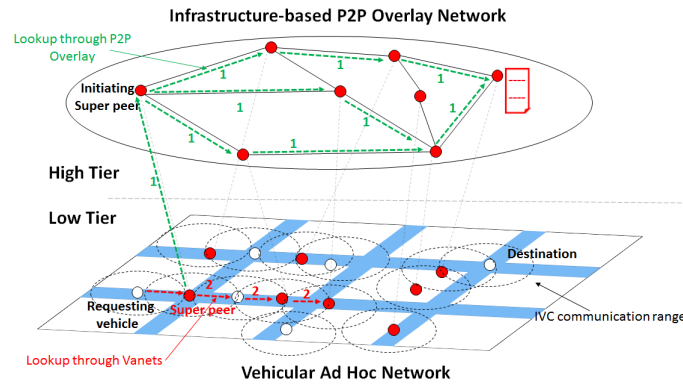 Infrastructure-based P2P Overlay Network
Lookup through P2P
Overlay
1
1
1
Initiating
Super peer
1
1
1
1
1
High Tier
1
Low Tier
Destination
2
2
2
Requesting
vehicle
Super peer
IVC communication range
Lookup through Vanets
Vehicular Ad Hoc Network